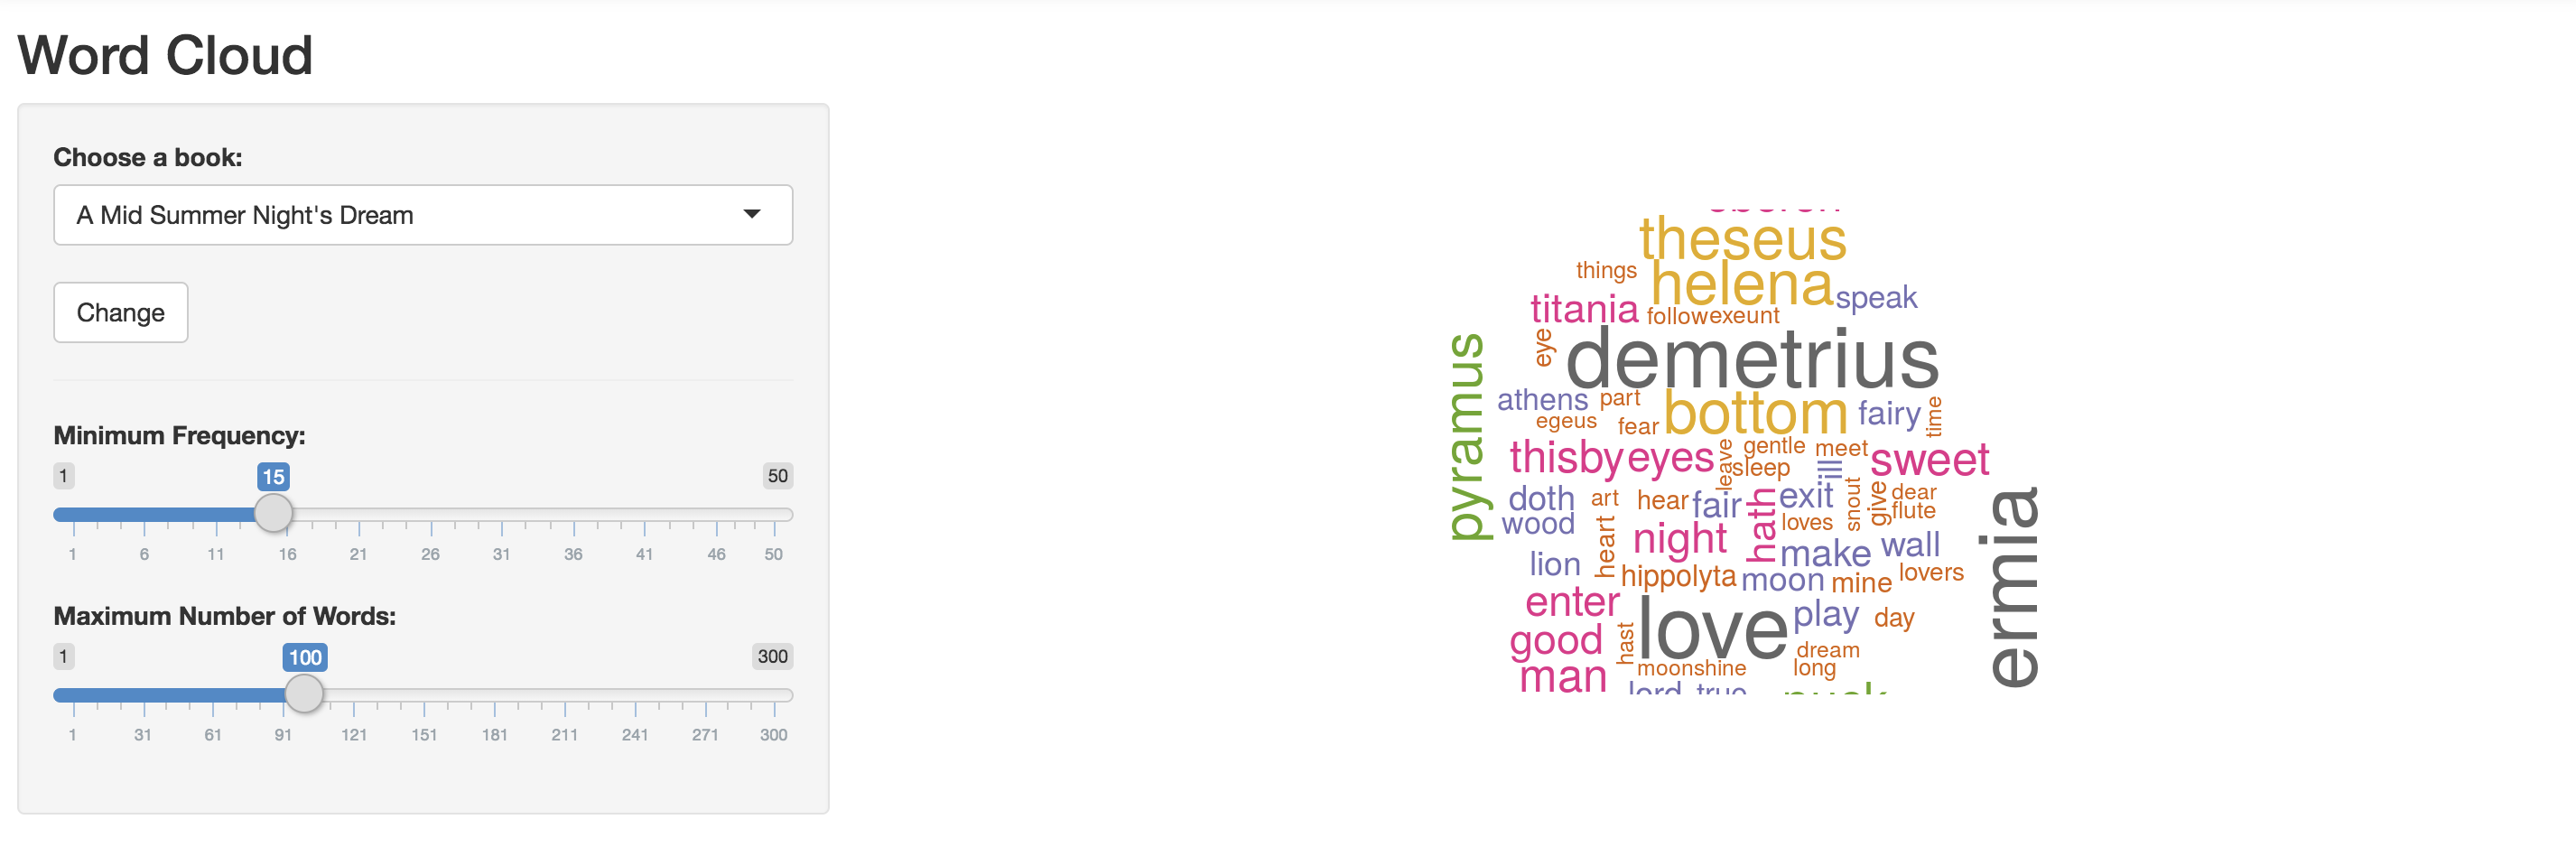 Word Cloud
Choose a book:
A Mid Summer Night's Dream
Change
Minimum Frequency:
1 15 50
1 6 11 16 21 26 31 36 41 46 50
Maximum Number of Words:
1 100 300
1 31 61 91 121 151 181 211 241 271 300
theseus
things
helena
speak
titania
follow
exeunt
eye
demetrius
pyramus
athens
part
bottom
fairy
time
egeus
fear
thisby
eyes
leave
gentle
meet
sleep
ill
sweet
doth
art
hear
fair
hath
exit
snout
give
dear
flute
wood
heart
night
loves
make
wall
ermia
lion
hippolyta
moon
mine
lovers
enter
love
play
day
good
hast
dream
man
moonshine
long
lord
true